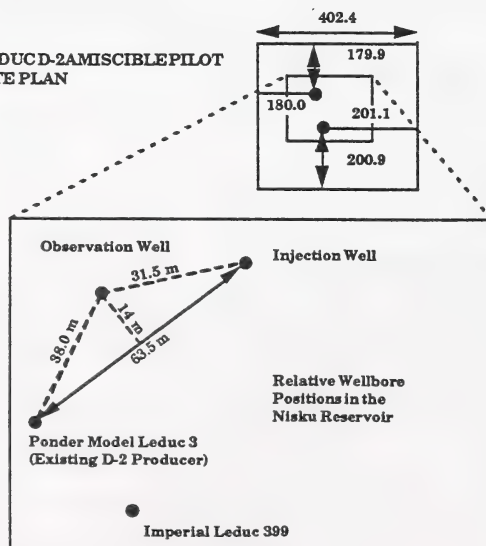 402.4
DUC D-2A MISCIBLE PILOT
TE PLAN
179.9
180.0
201.1
200.9
Observation Well
Injection Well
31.5 m
14 m
38.0 m
63.5 m
Relative Wellbore
Positions in the
Nisku Reservoir
Ponder Model Leduc 3
(Existing D-2 Producer)
Imperial Leduc 399